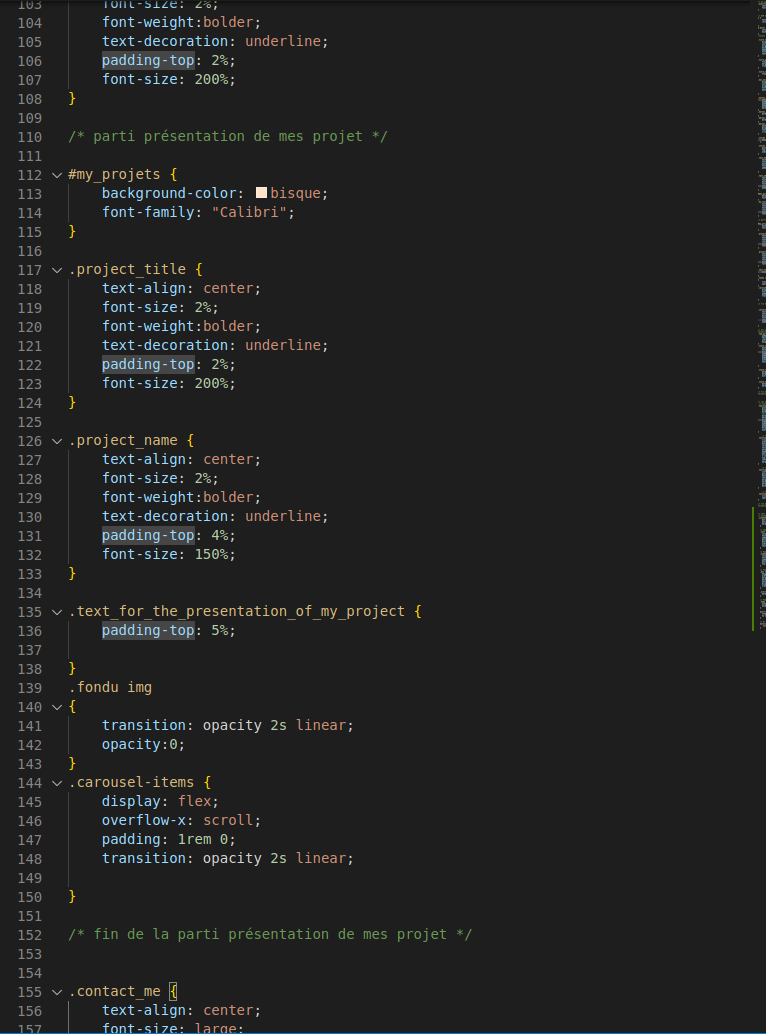 103 font-size: 2%;
104 font-weight:bolder;
105 text-decoration: underline;
106 padding-top: 2%;
107 font-size: 200%;
108 }
109
110 /* parti présentation de mes projet */
111
112 #my_projets {
113 background-color: bisque;
114 font-family: "Calibri";
115 }
116
117 .project_title {
118 text-align: center;
119 font-size: 2%;
120 font-weight:bolder;
121 text-decoration: underline;
122 padding-top: 2%;
123 font-size: 200%;
124 }
125
126 .project_name {
127 text-align: center;
128 font-size: 2%;
129 font-weight:bolder;
130 text-decoration: underline;
131 padding-top: 4%;
132 font-size: 150%;
133 }
134
135 .text_for_the_presentation_of_my_project {
136 padding-top: 5%;
137
138 }
139 .fondu img
140 {
141 transition: opacity 2s linear;
142 opacity:0;
143 }
144 .carousel-items {
145 display: flex;
146 overflow-x: scroll;
147 padding: 1rem 0;
148 transition: opacity 2s linear;
149
150 }
151
152 /* fin de la parti présentation de mes projet */
153
154
155 .contact_me {
156 text-align: center;
157 font-size: large;